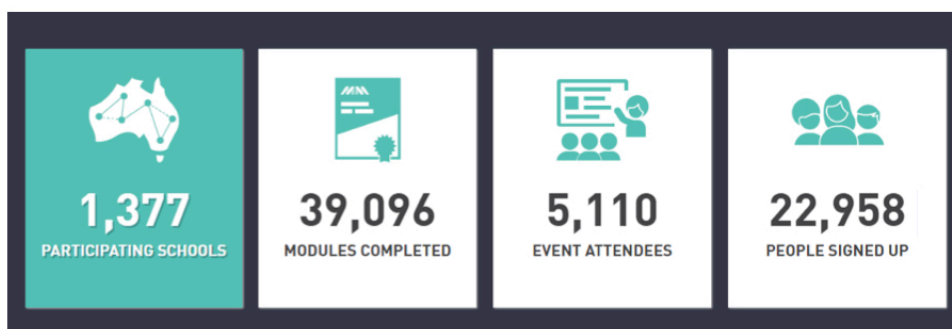 1,377
PARTICIPATING SCHOOLS
39,096
MODULES COMPLETED
5,110
EVENT ATTENDEES
22,958
PEOPLE SIGNED UP